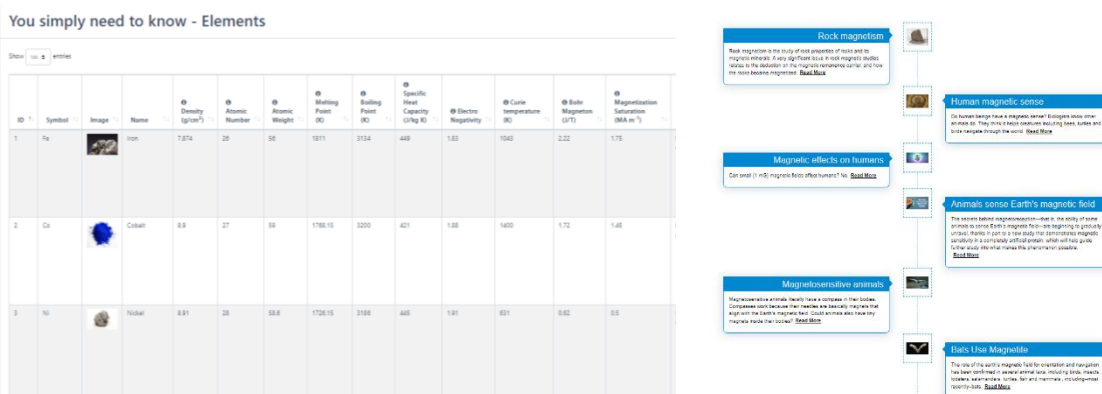 You simply need to know - Elements
Show entries
ID Symbol Image Name Density (g/cm³) Atomic Number Atomic Weight Melting Point (K) Boiling Point (K) Specific Heat Capacity (J/kg K) Electro Negativity Curie temperature (K) Bohr Magneton (J/T) Magnetization Saturation (MA m⁻¹)
1 Fe Iron 7.874 26 56 1811 3134 449 1.83 1043 2.22 1.75
2 Co Cobalt 8.9 27 59 1768.15 3200 421 1.88 1400 1.72 1.45
3 Ni Nickel 8.91 28 58.8 1728.15 3186 445 1.91 631 0.62 0.5
Rock magnetism
Rock magnetism is the study of rock properties of rocks and its
magnetic minerals. A very significant issue in rock magnetic studies
relates to the deduction on the magnetic remanence carrier and how
the rocks became magnetized. Read More
Human magnetic sense
Do human beings have a magnetic sense? Biologists know other
animals do. They think it helps creatures including bees, turtles and
birds navigate through the world. Read More
Magnetic effects on humans
Can small (1 mG) magnetic fields affect humans? No. Read More
Animals sense Earth's magnetic field
The secrets behind magnetoreception—that is, the ability of some
animals to sense Earth's magnetic field—are beginning to gradually
unravel, thanks in part to a new study that demonstrates magnetic
sensitivity in a completely artificial protein, which will help guide
further study into what makes this phenomenon possible.
Read More
Magnetosensitive animals
Magnetosensitive animals literally have a compass in their bodies.
Compasses work because their needles are basically magnets that
align with the Earth's magnetic field. Could animals also have tiny
magnets inside their bodies? Read More
Bats Use Magnetite
The role of the earth's magnetic field for orientation and navigation
has been confirmed in several animal taxa, including birds, insects,
lobsters, salamanders, turtles, fish and mammals, including—most
recently—bats. Read More